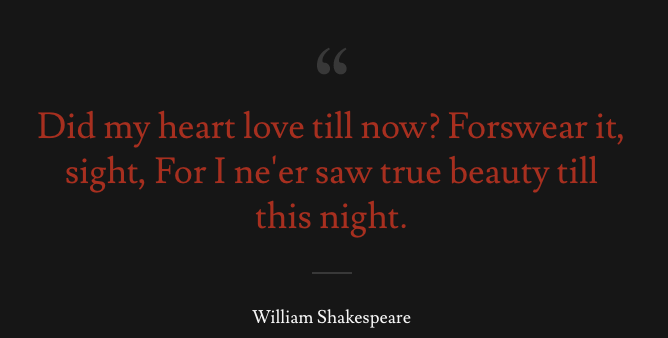 “
Did my heart love till now? Forswear it,
sight, For I ne'er saw true beauty till
this night.
William Shakespeare